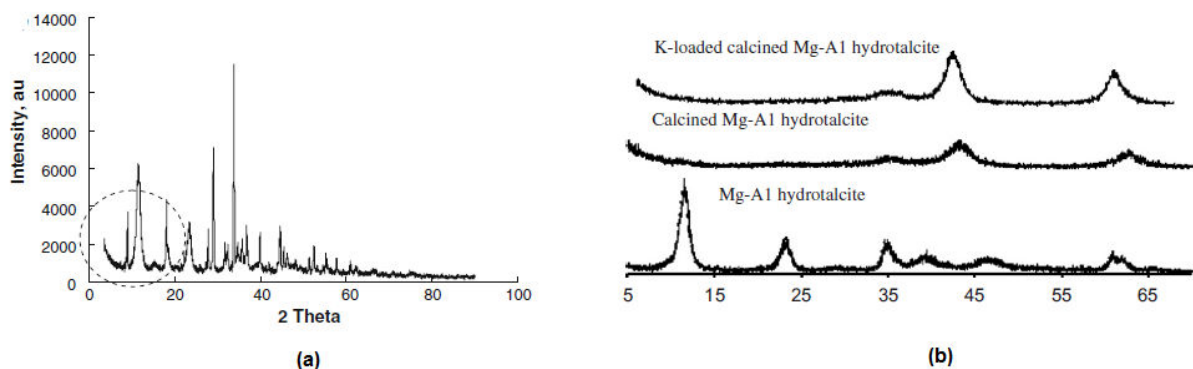 14000
12000
10000
8000
6000
4000
2000
0
Intensity, au
0 20 40 60 80 100
2 Theta
(a)
K-loaded calcined Mg-A1 hydrotalcite
Calcined Mg-A1 hydrotalcite
Mg-A1 hydrotalcite
5 15 25 35 45 55 65
(b)